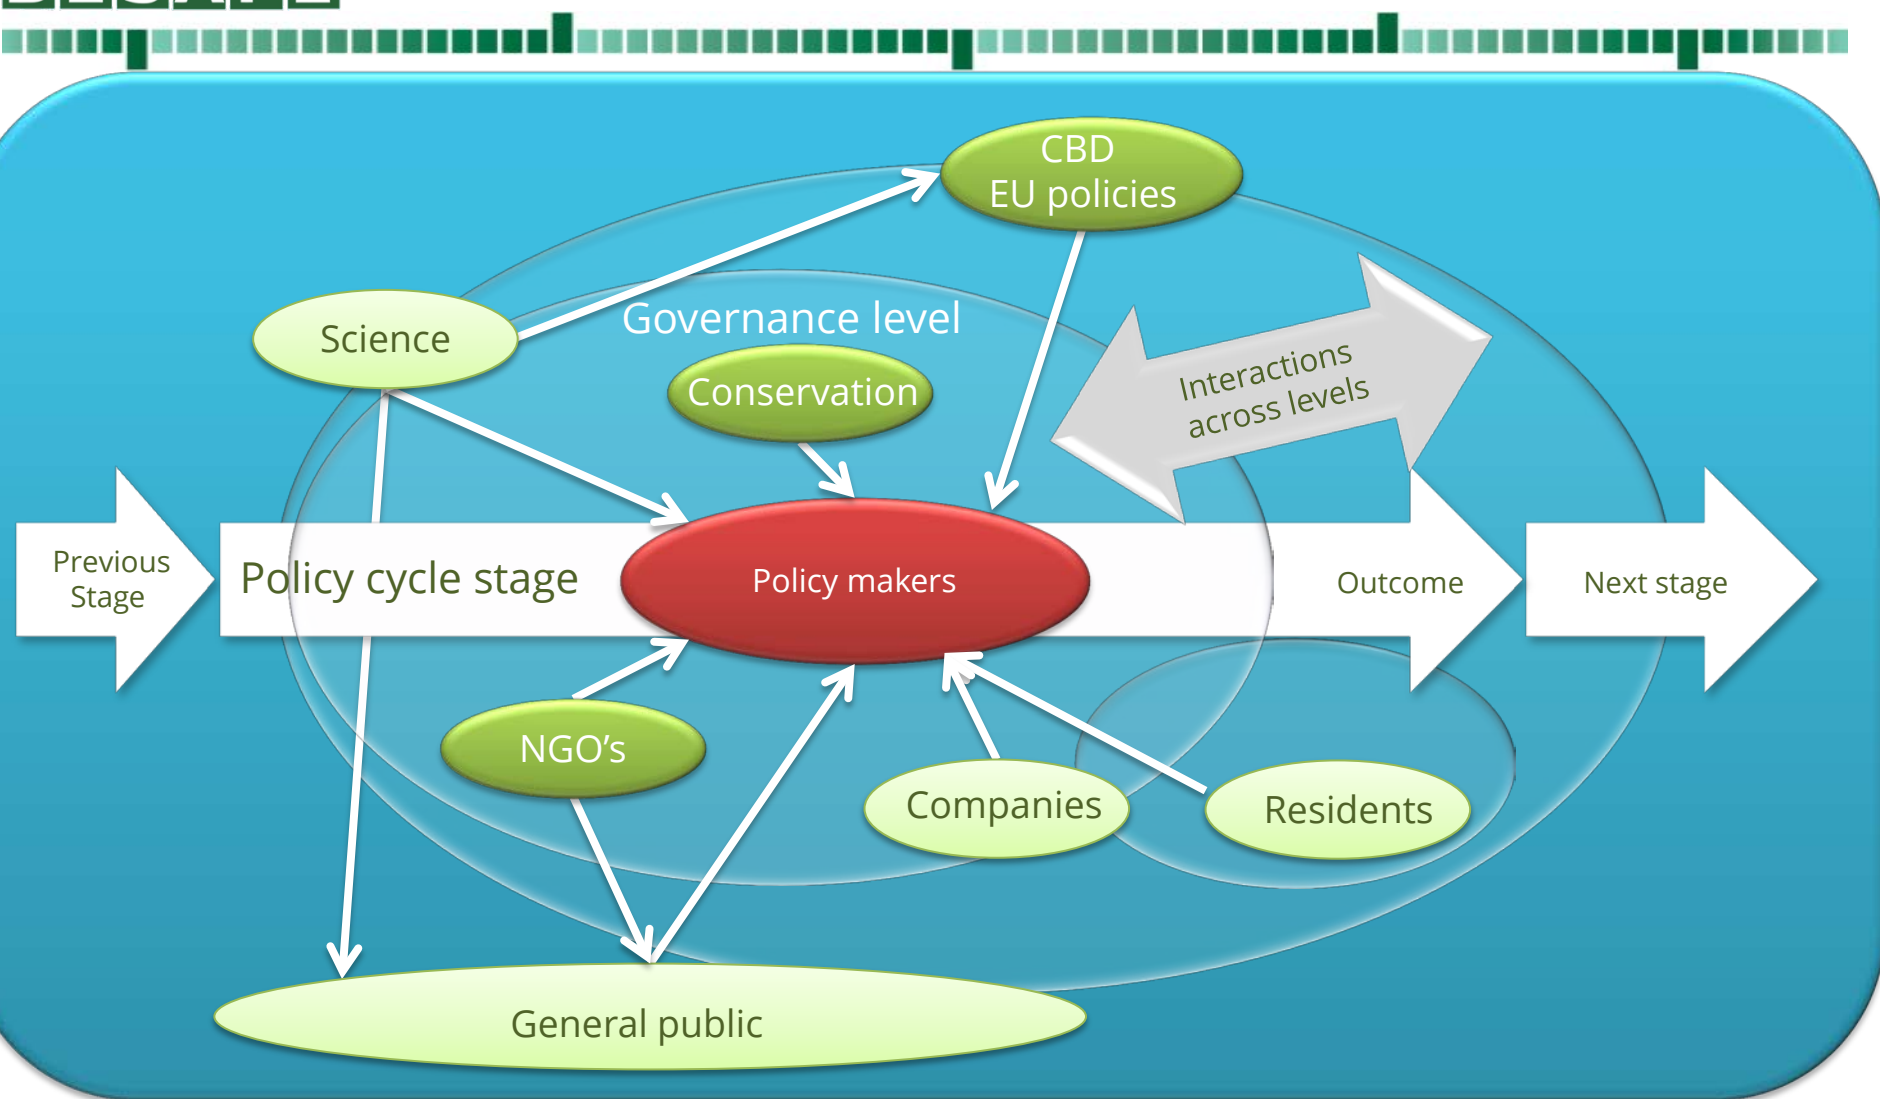 CBD
EU policies
Governance level
Science
Conservation
Interactions
across levels
Previous
Stage
Policy cycle stage
Policy makers
Outcome
Next stage
NGO’s
Companies
Residents
General public